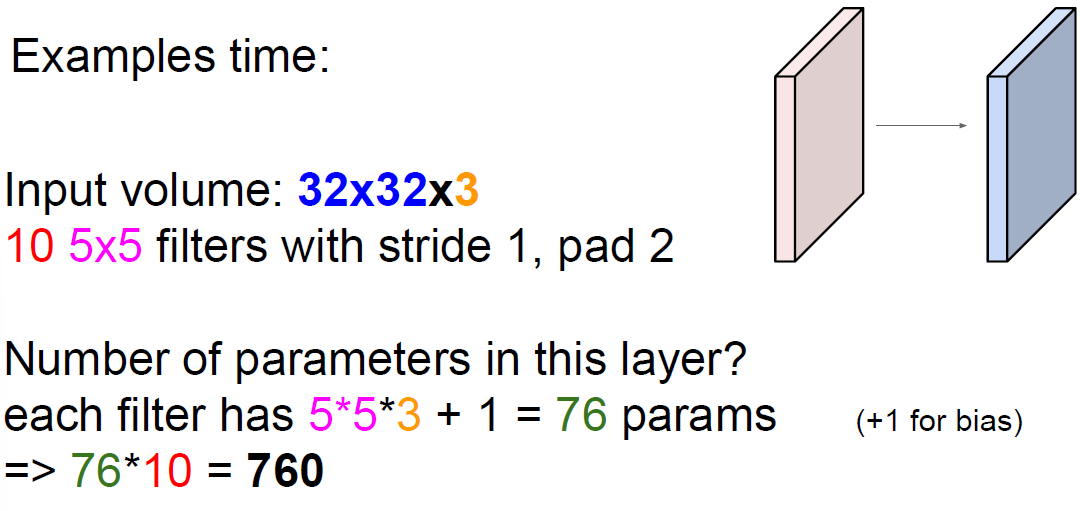 Examples time:
Input volume: 32x32x3
10 5x5 filters with stride 1, pad 2
Number of parameters in this layer?
each filter has 5*5*3 + 1 = 76 params (+1 for bias)
=> 76*10 = 760